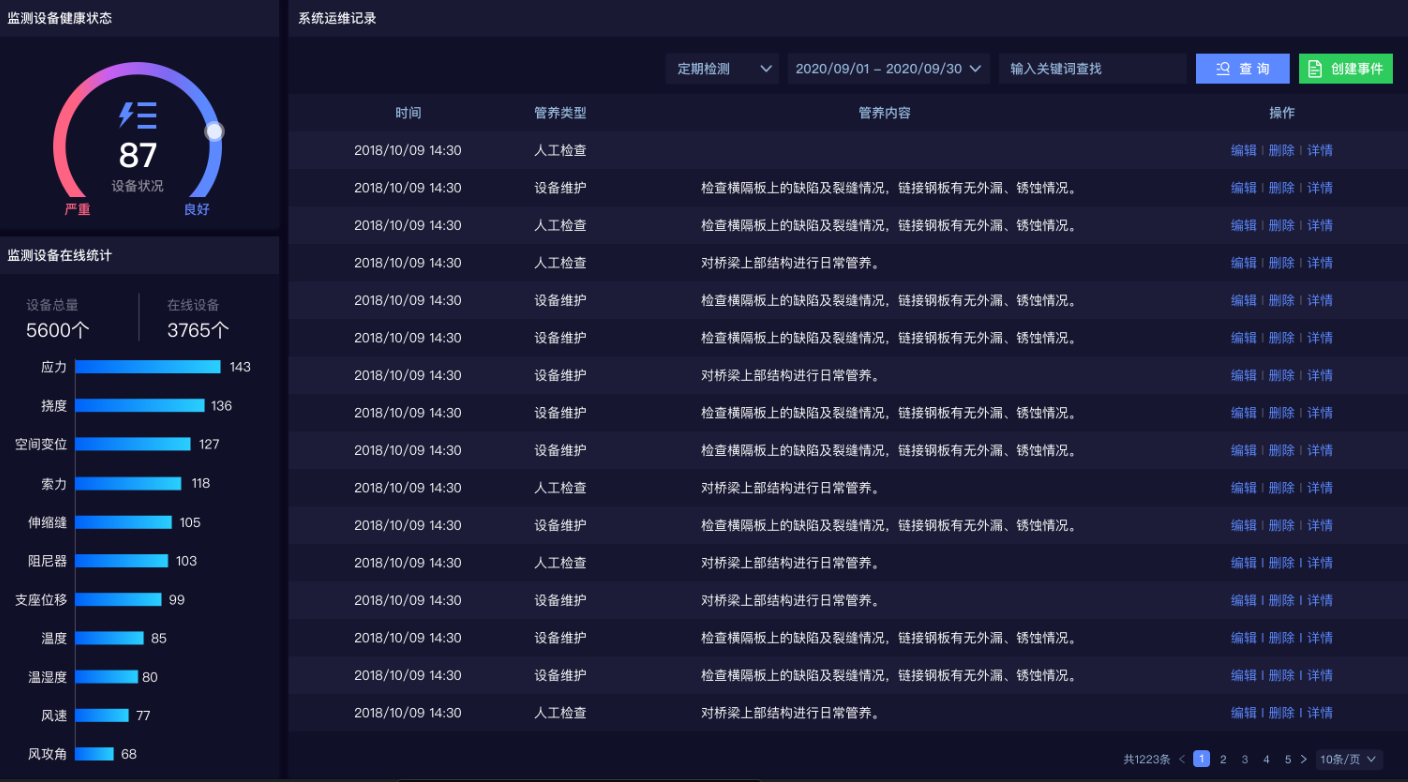 监测设备健康状态
87
设备状况
严重 良好
监测设备在线统计
设备总量 在线设备
5600个 3765个
应力 143
挠度 136
空间变位 127
索力 118
伸缩缝 105
阻尼器 103
支座位移 99
温度 85
温湿度 80
风速 77
风攻角 68
系统运维记录
定期检测 2020/09/01 – 2020/09/30 输入关键词查找 查 询 创建事件
时间 管养类型 管养内容 操作
2018/10/09 14:30 人工检查 编辑 | 删除 | 详情
2018/10/09 14:30 设备维护 检查横隔板上的缺陷及裂缝情况，链接钢板有无外漏、锈蚀情况。 编辑 | 删除 | 详情
2018/10/09 14:30 人工检查 检查横隔板上的缺陷及裂缝情况，链接钢板有无外漏、锈蚀情况。 编辑 | 删除 | 详情
2018/10/09 14:30 人工检查 对桥梁上部结构进行日常管养。 编辑 | 删除 | 详情
2018/10/09 14:30 设备维护 检查横隔板上的缺陷及裂缝情况，链接钢板有无外漏、锈蚀情况。 编辑 | 删除 | 详情
2018/10/09 14:30 设备维护 检查横隔板上的缺陷及裂缝情况，链接钢板有无外漏、锈蚀情况。 编辑 | 删除 | 详情
2018/10/09 14:30 设备维护 对桥梁上部结构进行日常管养。 编辑 | 删除 | 详情
2018/10/09 14:30 设备维护 检查横隔板上的缺陷及裂缝情况，链接钢板有无外漏、锈蚀情况。 编辑 | 删除 | 详情
2018/10/09 14:30 设备维护 检查横隔板上的缺陷及裂缝情况，链接钢板有无外漏、锈蚀情况。 编辑 | 删除 | 详情
2018/10/09 14:30 人工检查 对桥梁上部结构进行日常管养。 编辑 | 删除 | 详情
2018/10/09 14:30 设备维护 检查横隔板上的缺陷及裂缝情况，链接钢板有无外漏、锈蚀情况。 编辑 | 删除 | 详情
2018/10/09 14:30 人工检查 对桥梁上部结构进行日常管养。 编辑 | 删除 | 详情
2018/10/09 14:30 设备维护 对桥梁上部结构进行日常管养。 编辑 | 删除 | 详情
2018/10/09 14:30 设备维护 检查横隔板上的缺陷及裂缝情况，链接钢板有无外漏、锈蚀情况。 编辑 | 删除 | 详情
2018/10/09 14:30 设备维护 检查横隔板上的缺陷及裂缝情况，链接钢板有无外漏、锈蚀情况。 编辑 | 删除 | 详情
2018/10/09 14:30 人工检查 对桥梁上部结构进行日常管养。 编辑 | 删除 | 详情
共1223条 < 1 2 3 4 5 > 10条/页